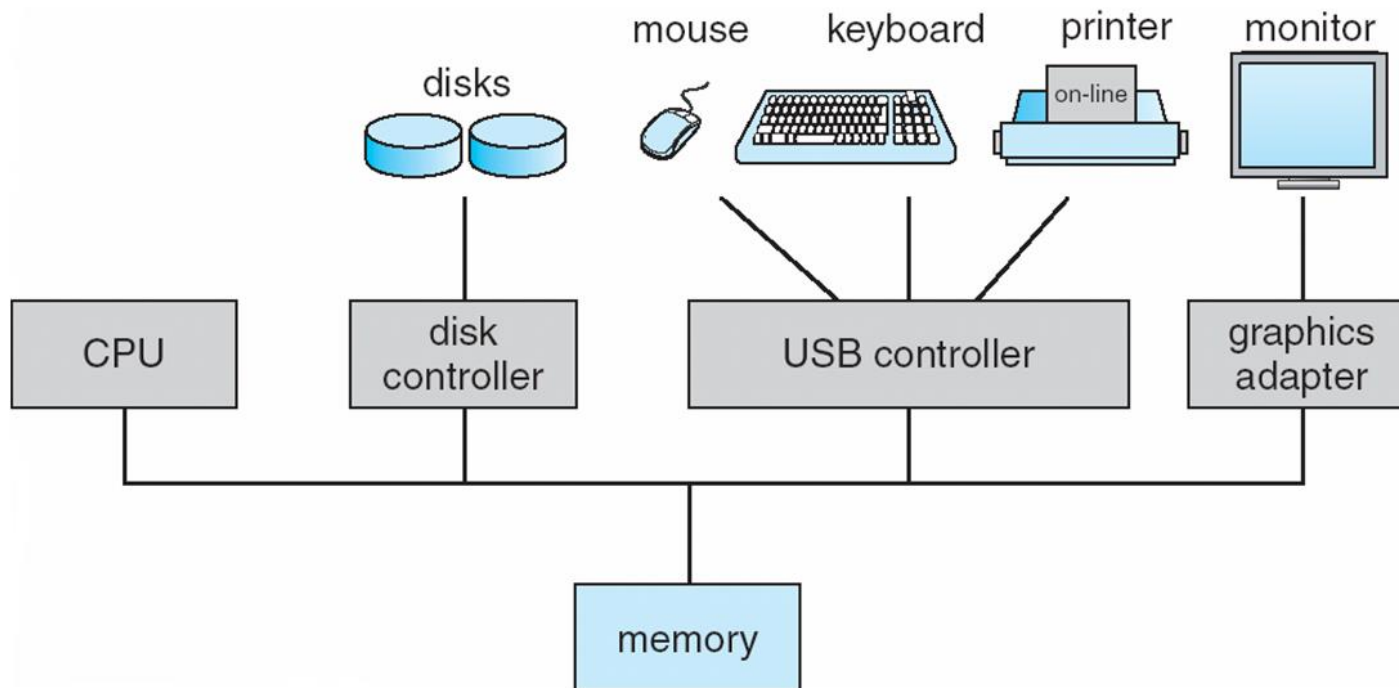 mouse
keyboard
printer
monitor
disks
on-line
CPU
disk
controller
USB controller
graphics
adapter
memory